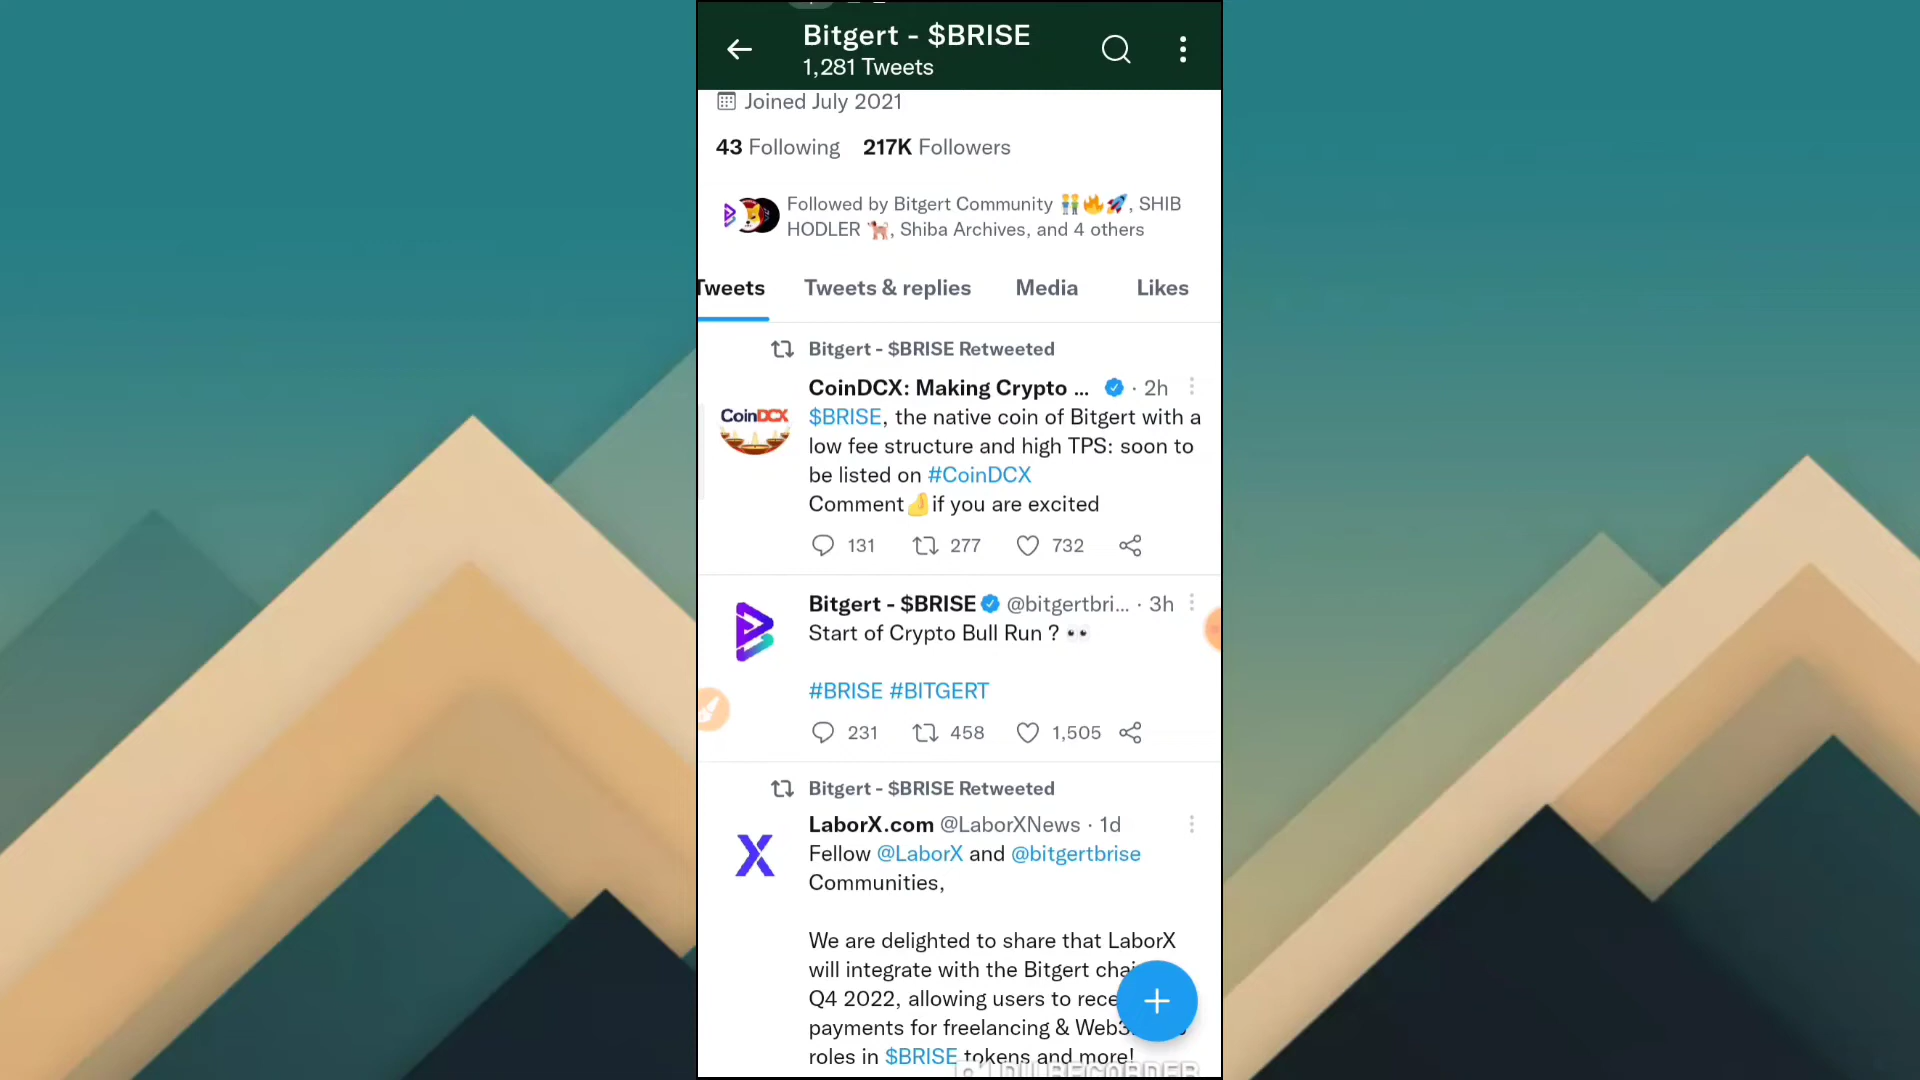 Bitgert - $BRISE
1,281 Tweets
Joined July 2021
43 Following 217K Followers
Followed by Bitgert Community 👬🔥🚀, SHIB
HODLER 🐕, Shiba Archives, and 4 others
Tweets Tweets & replies Media Likes
Bitgert - $BRISE Retweeted
CoinDCX: Making Crypto ... · 2h
CoinDCX
$BRISE, the native coin of Bitgert with a
low fee structure and high TPS: soon to
be listed on #CoinDCX
Comment🤌if you are excited
131 277 732
Bitgert - $BRISE @bitgertbri... · 3h
Start of Crypto Bull Run ? 👀
#BRISE #BITGERT
231 458 1,505
Bitgert - $BRISE Retweeted
LaborX.com @LaborXNews · 1d
Fellow @LaborX and @bitgertbrise
Communities,
We are delighted to share that LaborX
will integrate with the Bitgert
Q4 2022, allowing users to
payments for freelancing &
roles in $BRISE tokens and more!
RECORDER